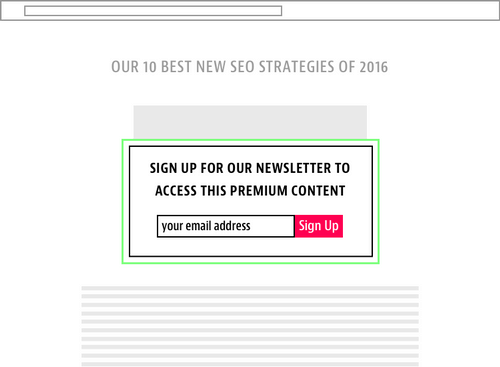 OUR 10 BEST NEW SEO STRATEGIES OF 2016
SIGN UP FOR OUR NEWSLETTER TO
ACCESS THIS PREMIUM CONTENT
your email address Sign Up